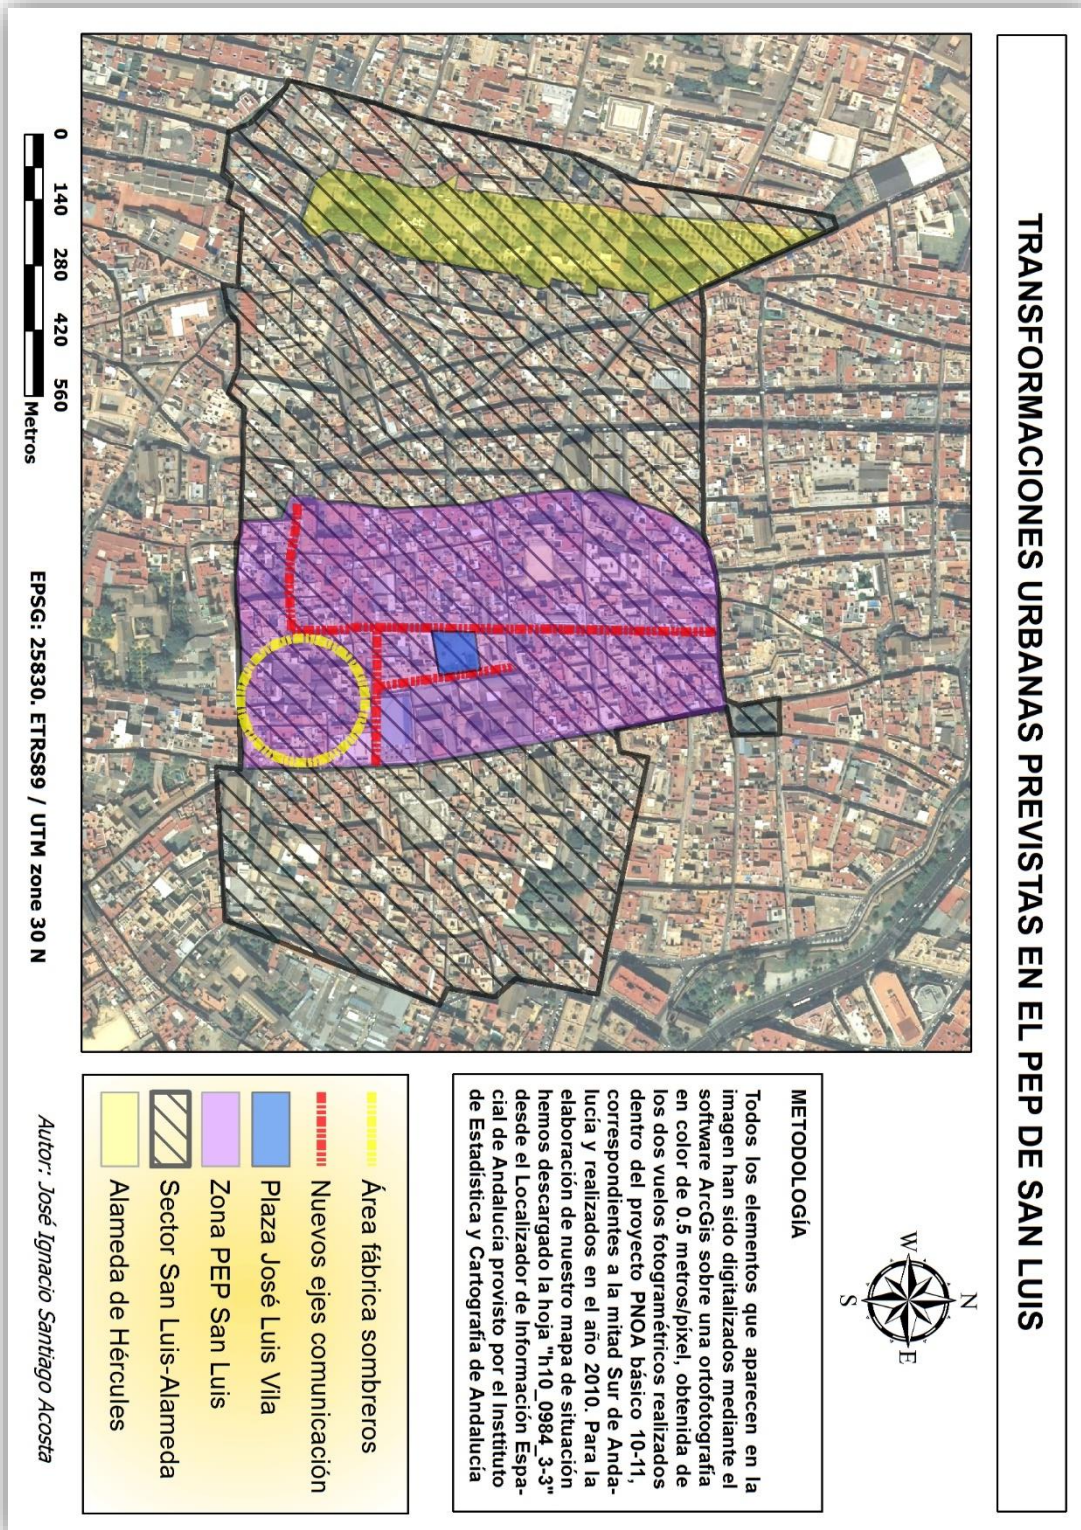 TRANSFORMACIONES URBANAS PREVISTAS EN EL PEP DE SAN LUIS
N
W
E
S
METODOLOGÍA
Todos los elementos que aparecen en la
imagen han sido digitalizados mediante el
software ArcGis sobre una ortofotografía
en color de 0.5 metros/píxel, obtenida de
los dos vuelos fotogramétricos realizados
dentro del proyecto PNOA básico 10-11,
correspondientes a la mitad Sur de Anda-
lucía y realizados en el año 2010. Para la
elaboración de nuestro mapa de situación
hemos descargado la hoja "h10_0984_3-3"
desde el Localizador de Información Espa-
cial de Andalucía provisto por el Instituto
de Estadística y Cartografía de Andalucía
Área fábrica sombreros
Nuevos ejes comunicación
Plaza José Luis Vila
Zona PEP San Luis
Sector San Luis-Alameda
Alameda de Hércules
0 140 280 420 560
Metros
EPSG: 25830. ETRS89 / UTM zone 30 N
Autor: José Ignacio Santiago Acosta